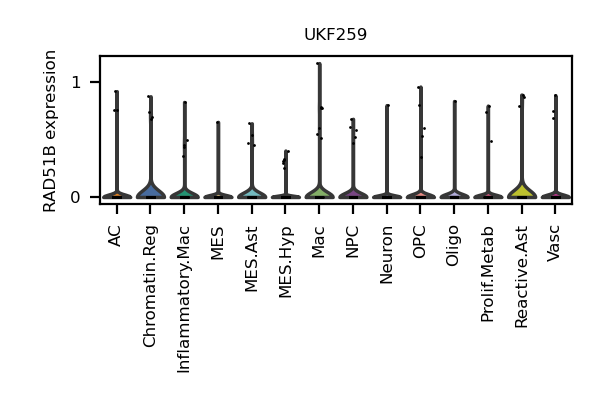 UKF259
RAD51B expression
1
0
AC
Chromatin.Reg
Inflammatory.Mac
MES
MES.Ast
MES.Hyp
Mac
NPC
Neuron
OPC
Oligo
Prolif.Metab
Reactive.Ast
Vasc